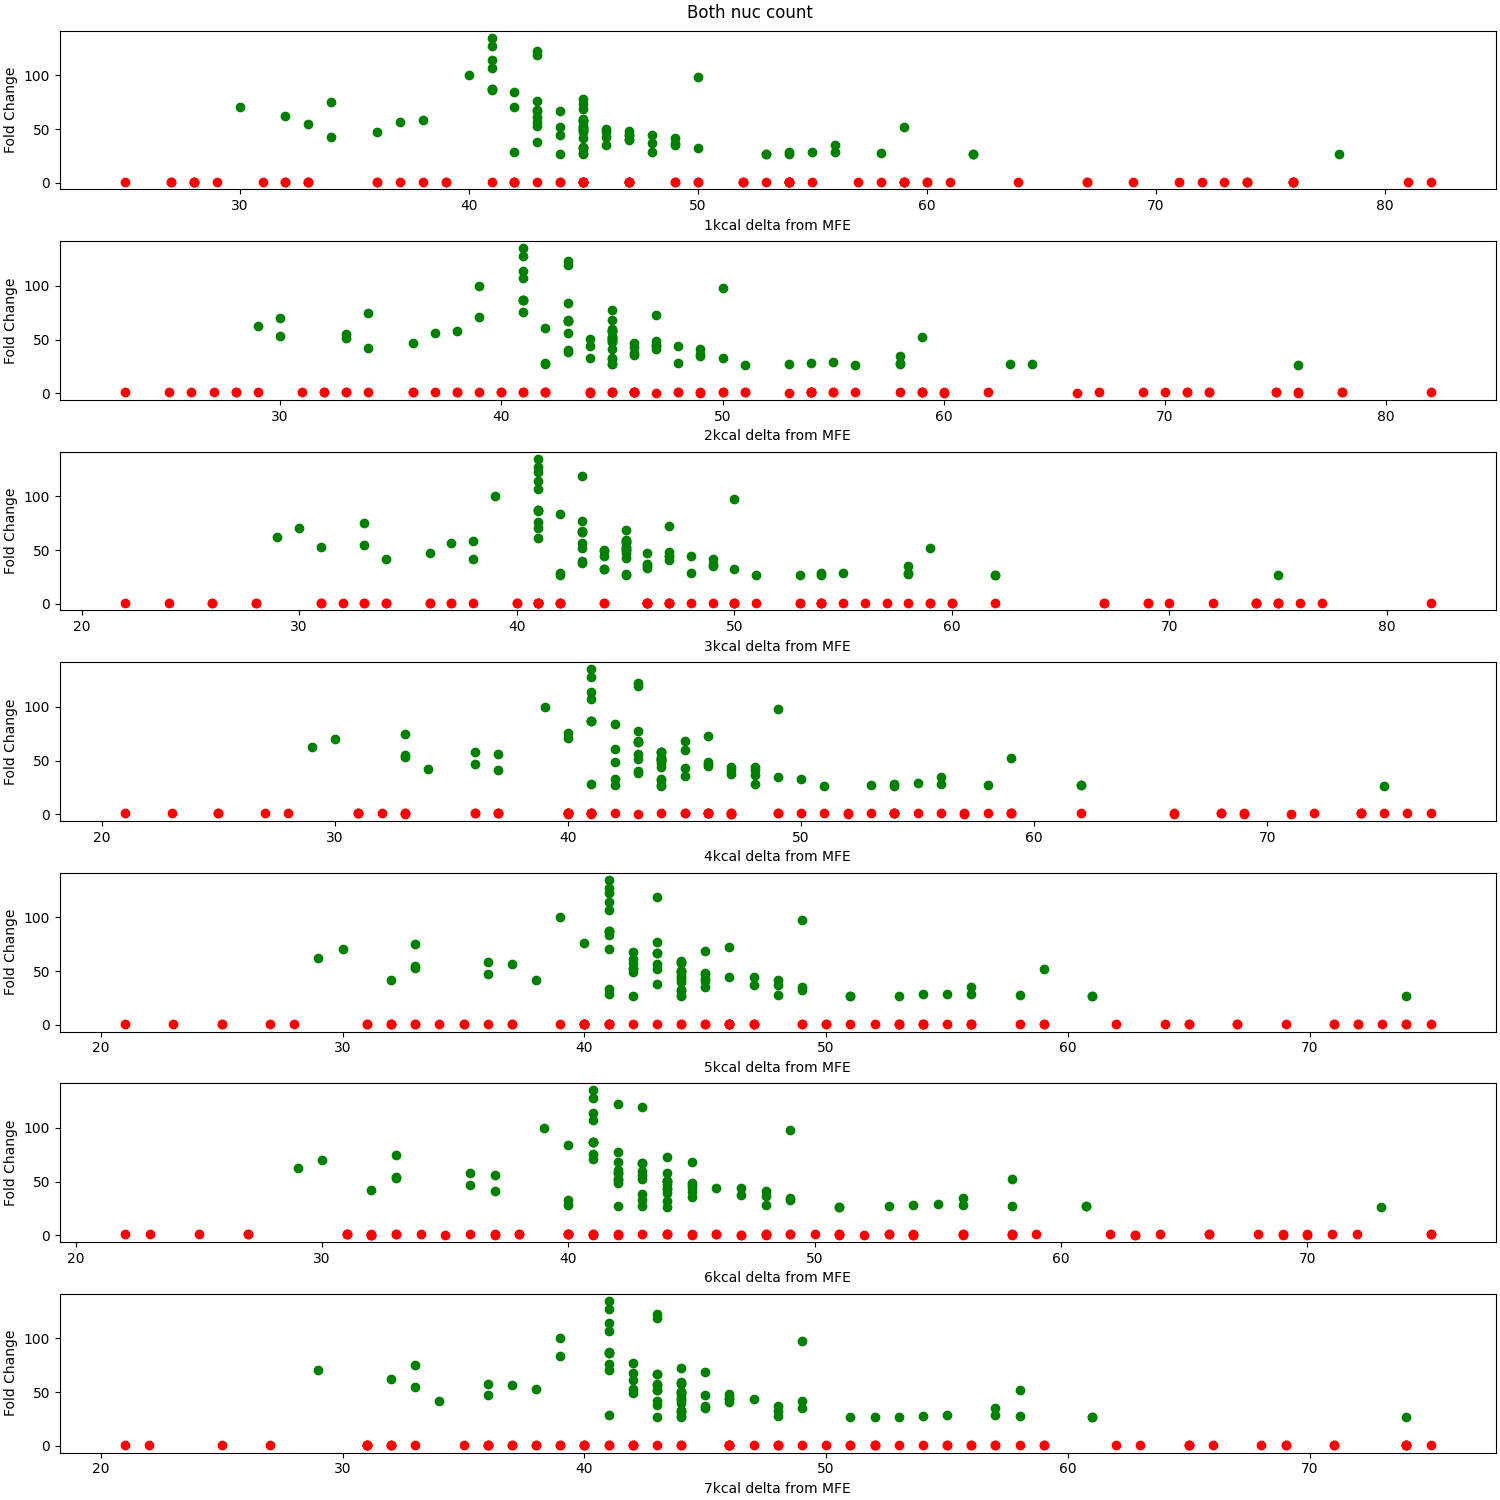 Both nuc count
Fold Change
100
50
0
30 40 50 60 70 80
1kcal delta from MFE
Fold Change
100
50
0
30 40 50 60 70 80
2kcal delta from MFE
Fold Change
100
50
0
20 30 40 50 60 70 80
3kcal delta from MFE
Fold Change
100
50
0
20 30 40 50 60 70
4kcal delta from MFE
Fold Change
100
50
0
20 30 40 50 60 70
5kcal delta from MFE
Fold Change
100
50
0
20 30 40 50 60 70
6kcal delta from MFE
Fold Change
100
50
0
20 30 40 50 60 70
7kcal delta from MFE